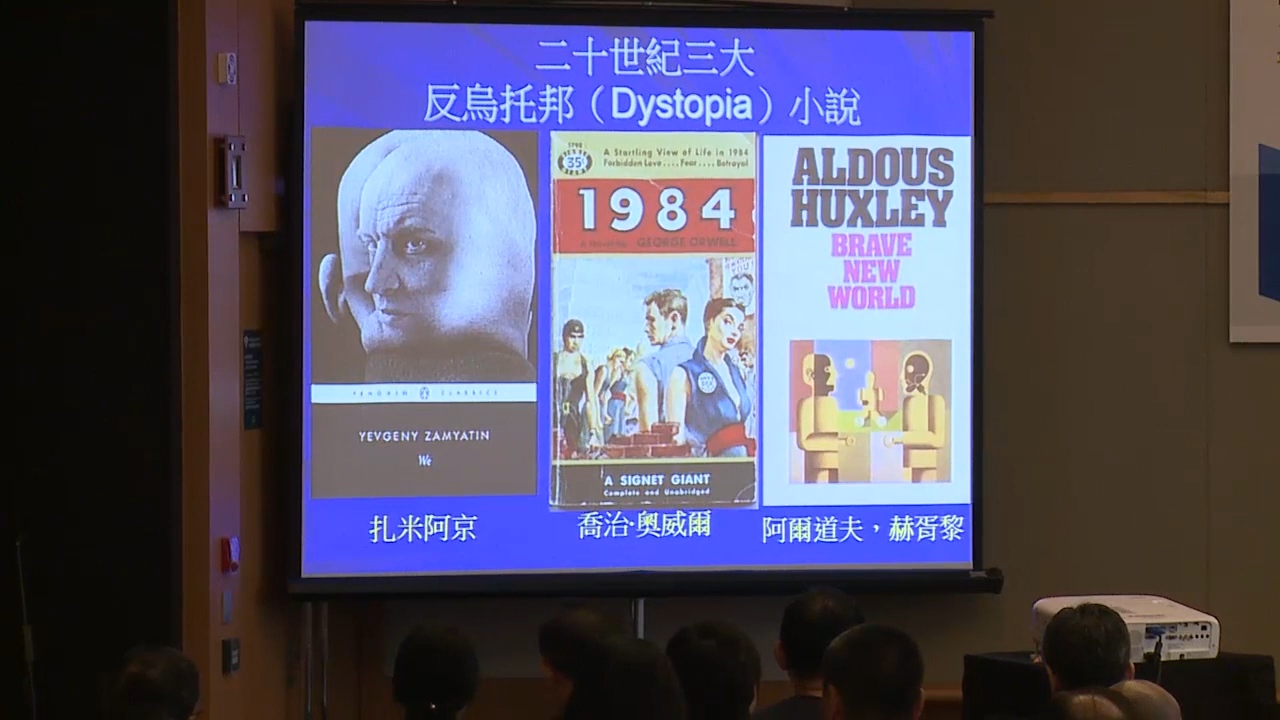 二十世紀三大
反烏托邦（Dystopia）小說
PENGUIN CLASSICS
YEVGENY ZAMYATIN
We
35¢
A Startling View of Life in 1984
Forbidden Love....Fear....Betrayal
1984
GEORGE ORWELL
A SIGNET GIANT
Complete and Unabridged
ALDOUS
HUXLEY
BRAVE
NEW
WORLD
扎米阿京
喬治·奧威爾
阿爾道夫，赫胥黎